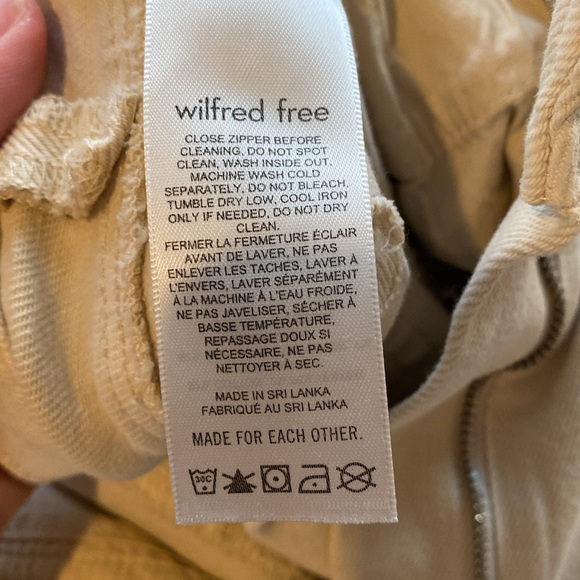 wilfred free
CLOSE ZIPPER BEFORE
CLEANING, DO NOT SPOT
CLEAN, WASH INSIDE OUT.
MACHINE WASH COLD
SEPARATELY, DO NOT BLEACH,
TUMBLE DRY LOW, COOL IRON
ONLY IF NEEDED, DO NOT DRY
CLEAN.
FERMER LA FERMETURE ÉCLAIR
AVANT DE LAVER, NE PAS
ENLEVER LES TACHES, LAVER À
L'ENVERS, LAVER SÉPARÉMENT
À LA MACHINE À L'EAU FROIDE,
NE PAS JAVELISER, SÉCHER À
BASSE TEMPÉRATURE,
REPASSAGE DOUX SI
NÉCESSAIRE, NE PAS
NETTOYER À SEC.
MADE IN SRI LANKA
FABRIQUÉ AU SRI LANKA
MADE FOR EACH OTHER.
30C